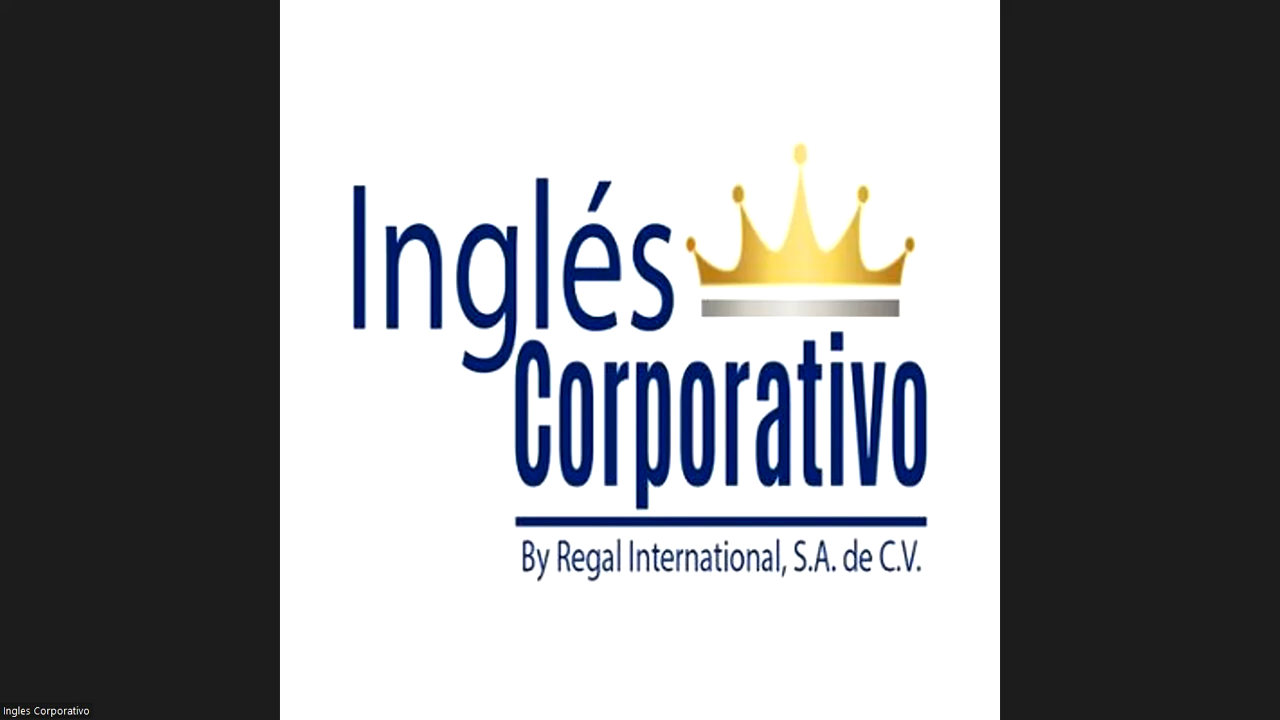 Inglés
Corporativo
By Regal International, S.A. de C.V.
Ingles Corporativo